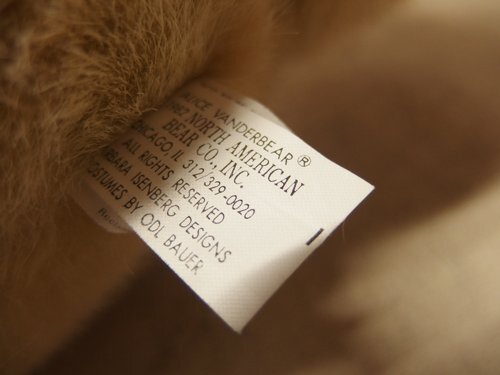 VANDERBEAR ®
NORTH AMERICAN
BEAR CO., INC.
CHICAGO IL 312 329-0020
ALL RIGHTS RESERVED
ISENBERG DESIGNS
COSTUMES BY ODL BAUER